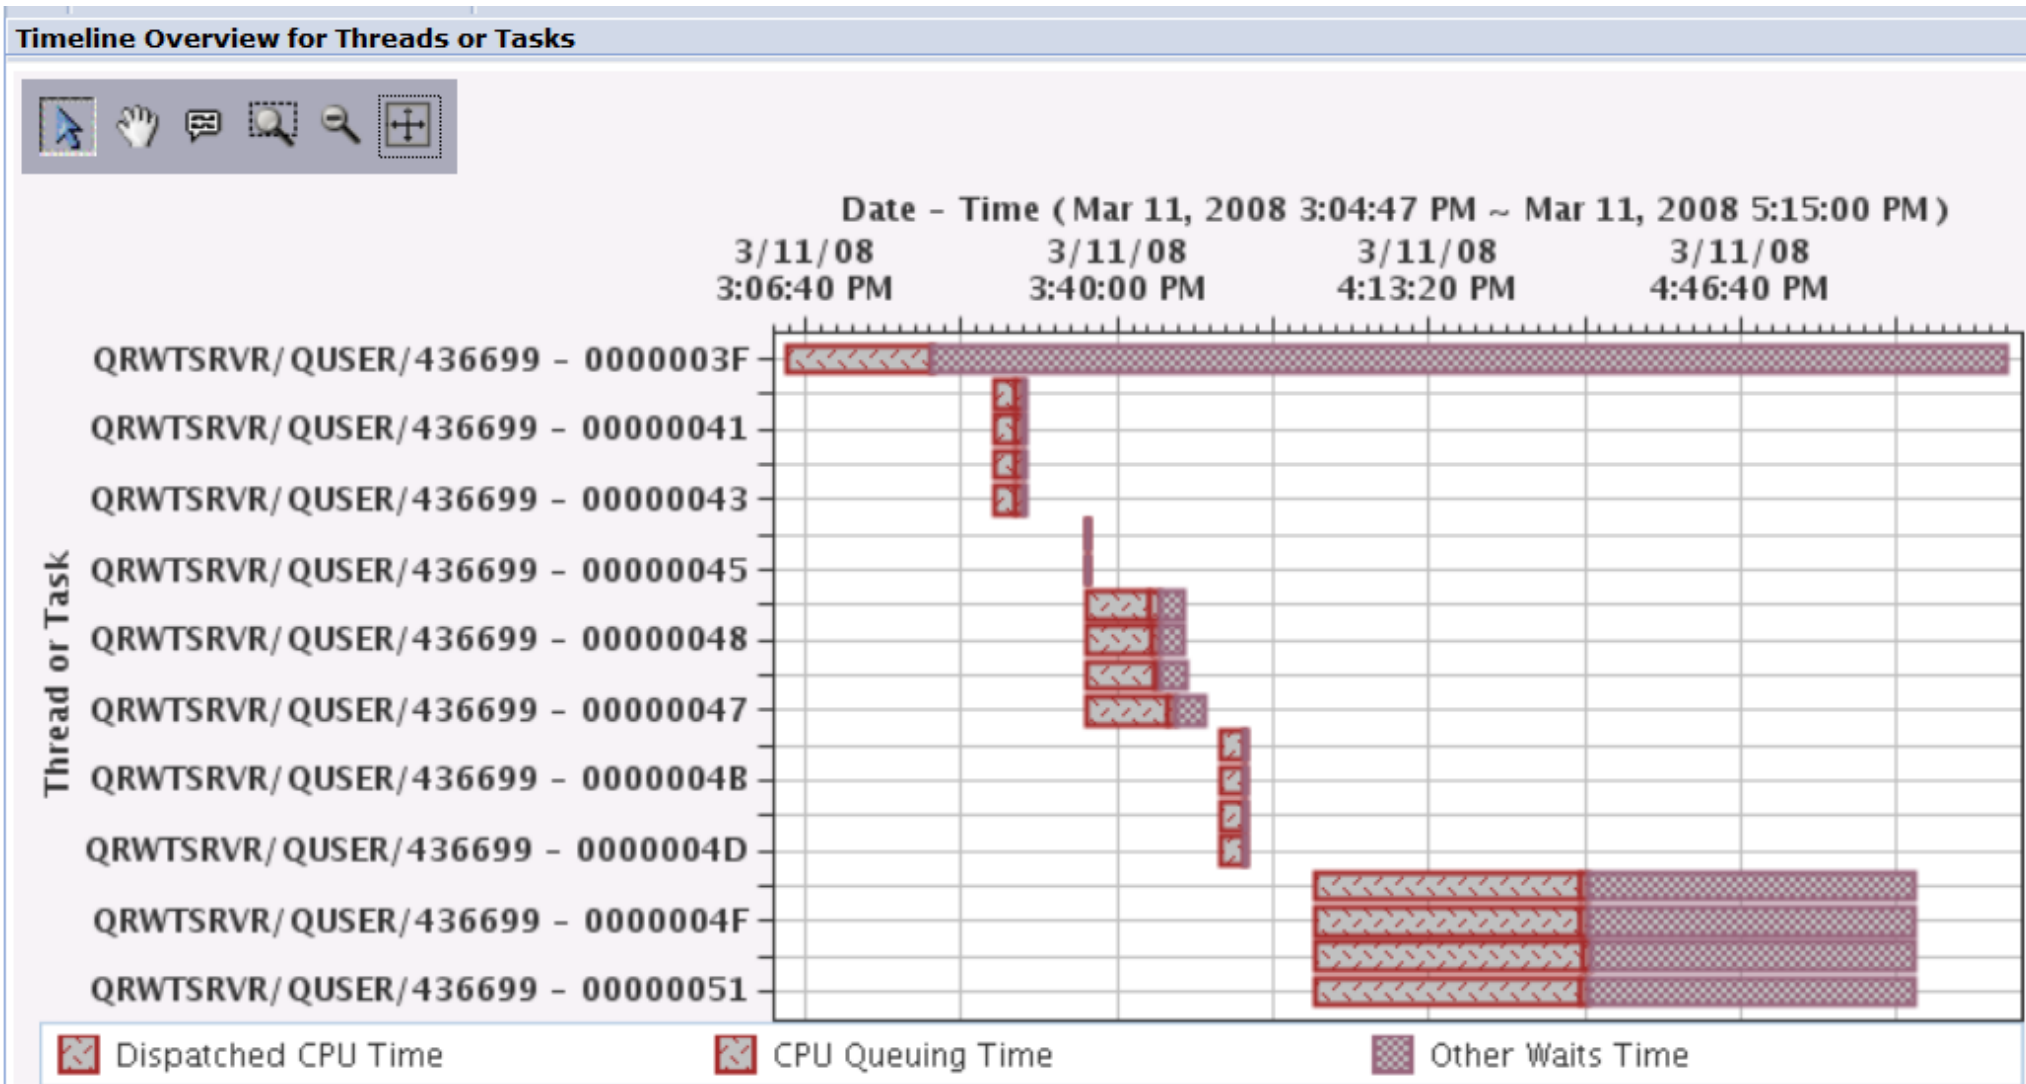 Timeline Overview for Threads or Tasks
Date - Time (Mar 11, 2008 3:04:47 PM ~ Mar 11, 2008 5:15:00 PM)
3/11/08 3/11/08 3/11/08 3/11/08
3:06:40 PM 3:40:00 PM 4:13:20 PM 4:46:40 PM
Thread or Task
QRWTSRVR/QUSER/436699 - 0000003F
QRWTSRVR/QUSER/436699 - 00000041
QRWTSRVR/QUSER/436699 - 00000043
QRWTSRVR/QUSER/436699 - 00000045
QRWTSRVR/QUSER/436699 - 00000048
QRWTSRVR/QUSER/436699 - 00000047
QRWTSRVR/QUSER/436699 - 0000004B
QRWTSRVR/QUSER/436699 - 0000004D
QRWTSRVR/QUSER/436699 - 0000004F
QRWTSRVR/QUSER/436699 - 00000051
Dispatched CPU Time CPU Queuing Time Other Waits Time